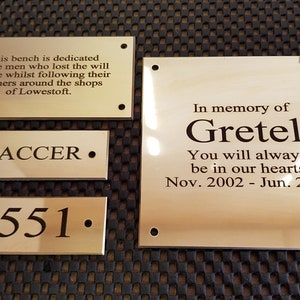 is bench is dedicated
e men who lost the will
e whilst following their
ners around the shops
of Lowestoft.
ACCER
551
In memory of
Gretel
You will alway
be in our hearts
Nov. 2002 - Jun. 2